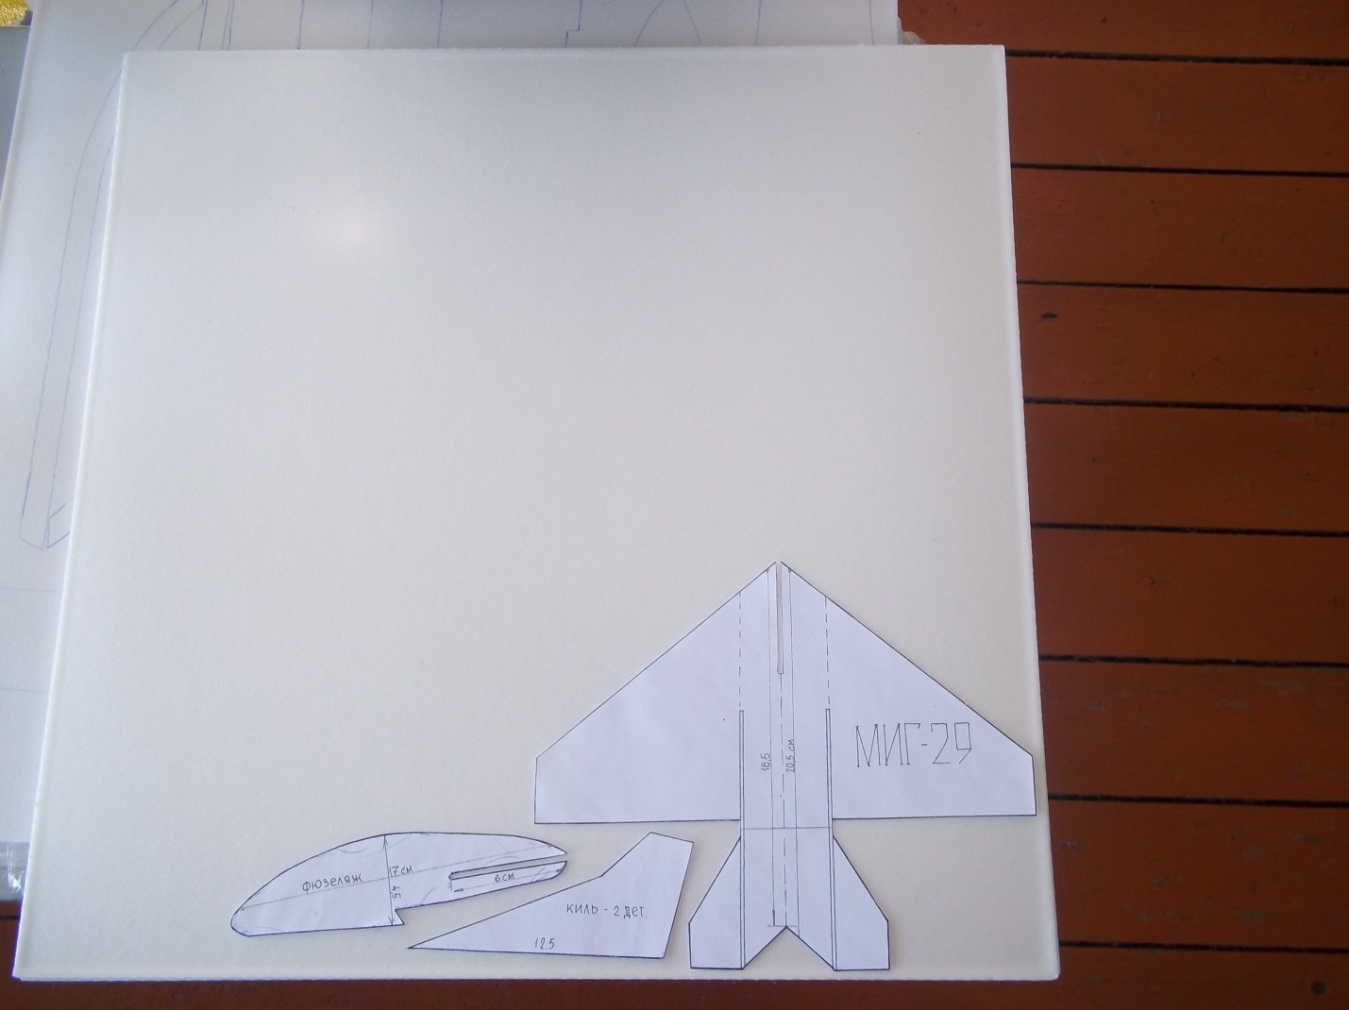 МИГ-29
18,5
20,5 см
фюзеляж
17 см
4,5
6 см
киль - 2 дет.
12.5